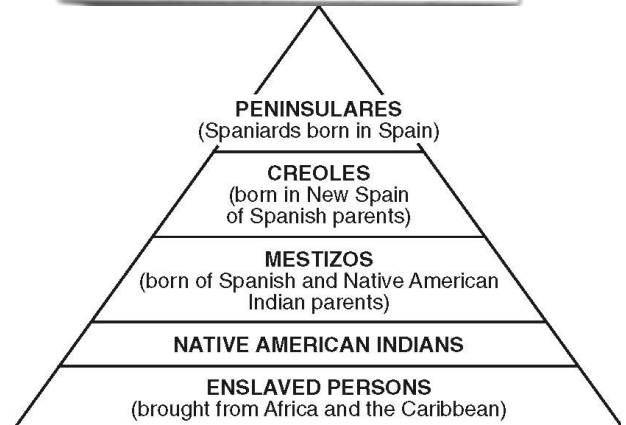 PENINSULARES
(Spaniards born in Spain)
CREOLES
(born in New Spain
of Spanish parents)
MESTIZOS
(born of Spanish and Native American
Indian parents)
NATIVE AMERICAN INDIANS
ENSLAVED PERSONS
(brought from Africa and the Caribbean)